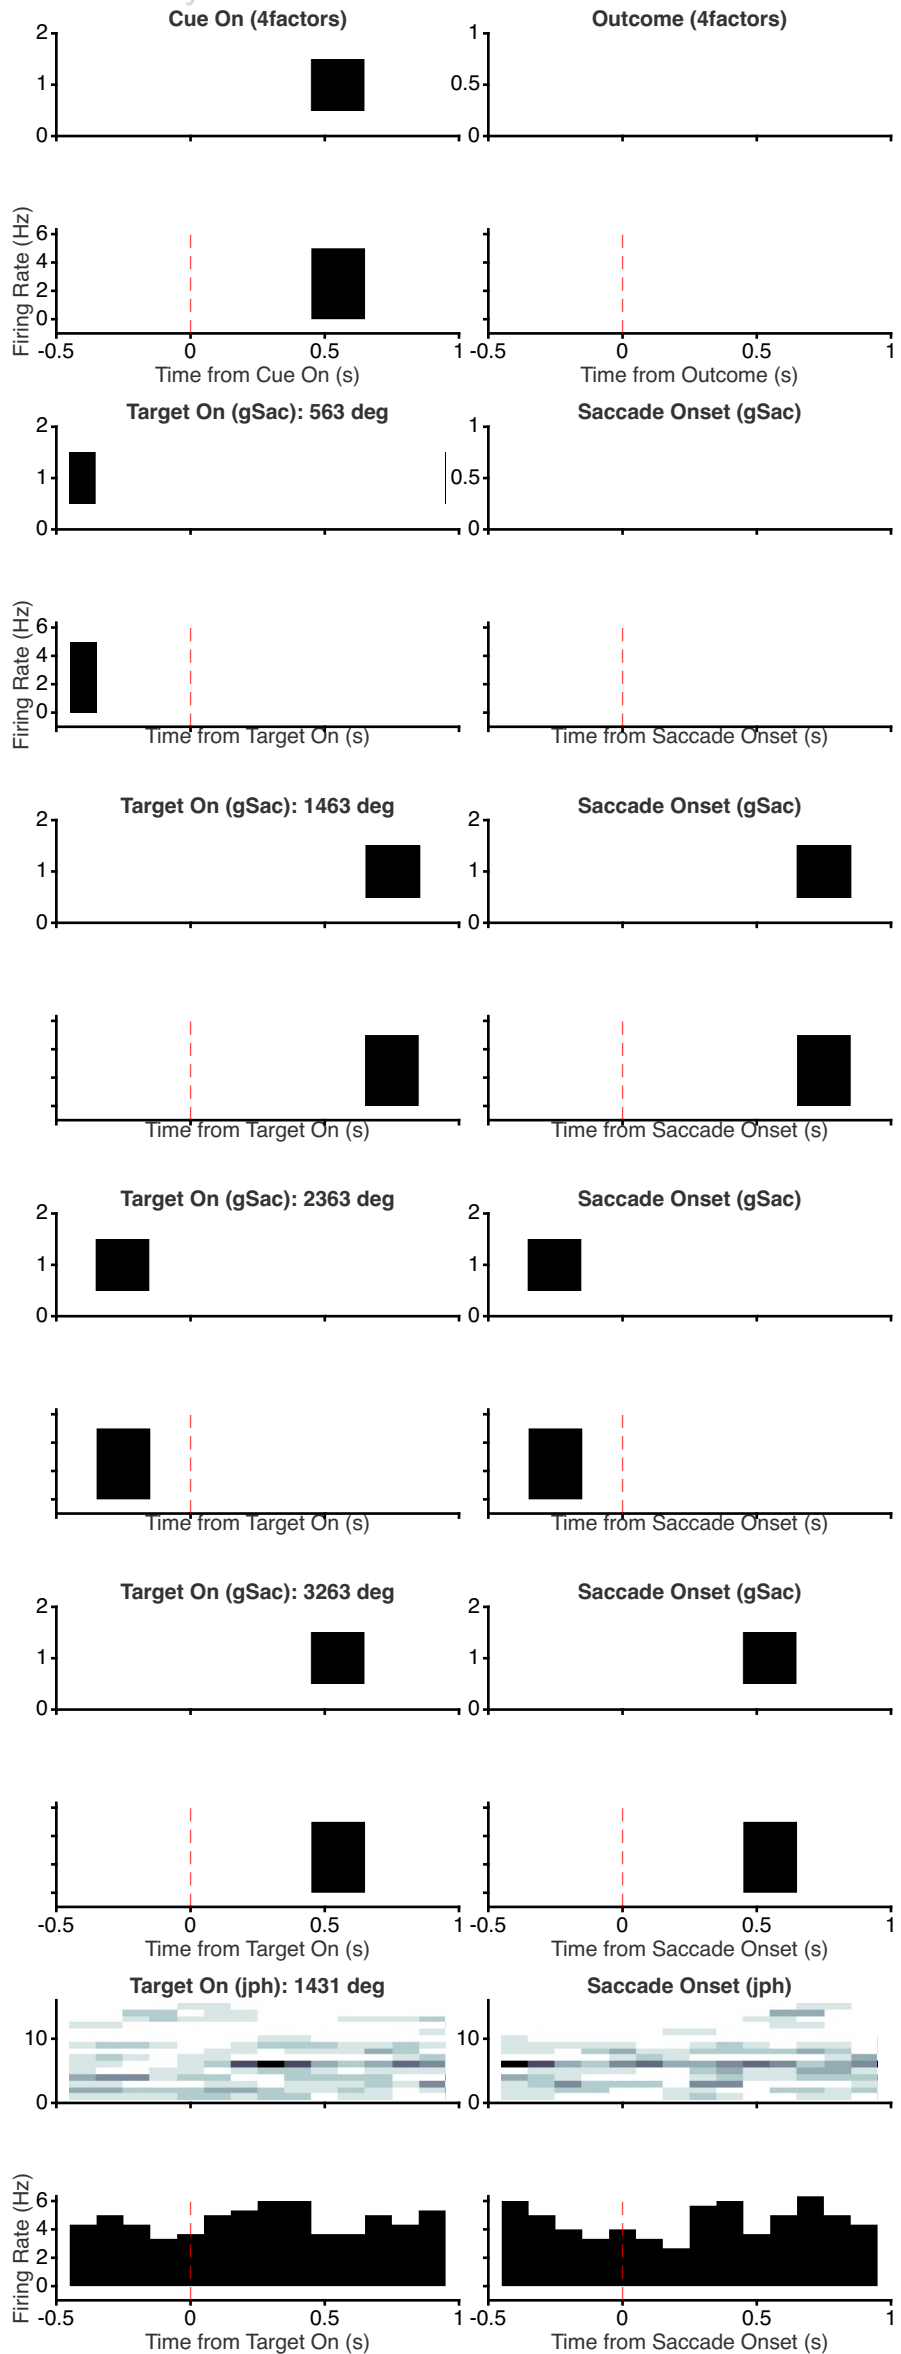 Cue On (4factors) Outcome (4factors)
2 1
1 0.5
0 0
Firing Rate (Hz)
6
4
2
0
-0.5 0 0.5 1 -0.5 0 0.5 1
Time from Cue On (s) Time from Outcome (s)
Target On (gSac): 563 deg Saccade Onset (gSac)
2 1
1 0.5
0 0
Firing Rate (Hz)
6
4
2
0
Time from Target On (s) Time from Saccade Onset (s)
Target On (gSac): 1463 deg Saccade Onset (gSac)
2 2
1 1
0 0
Time from Target On (s) Time from Saccade Onset (s)
Target On (gSac): 2363 deg Saccade Onset (gSac)
2 2
1 1
0 0
Time from Target On (s) Time from Saccade Onset (s)
Target On (gSac): 3263 deg Saccade Onset (gSac)
2 2
1 1
0 0
-0.5 0 0.5 1 -0.5 0 0.5 1
Time from Target On (s) Time from Saccade Onset (s)
Target On (jph): 1431 deg Saccade Onset (jph)
10 10
0 0
Firing Rate (Hz)
6
4
2
0
-0.5 0 0.5 1 -0.5 0 0.5 1
Time from Target On (s) Time from Saccade Onset (s)